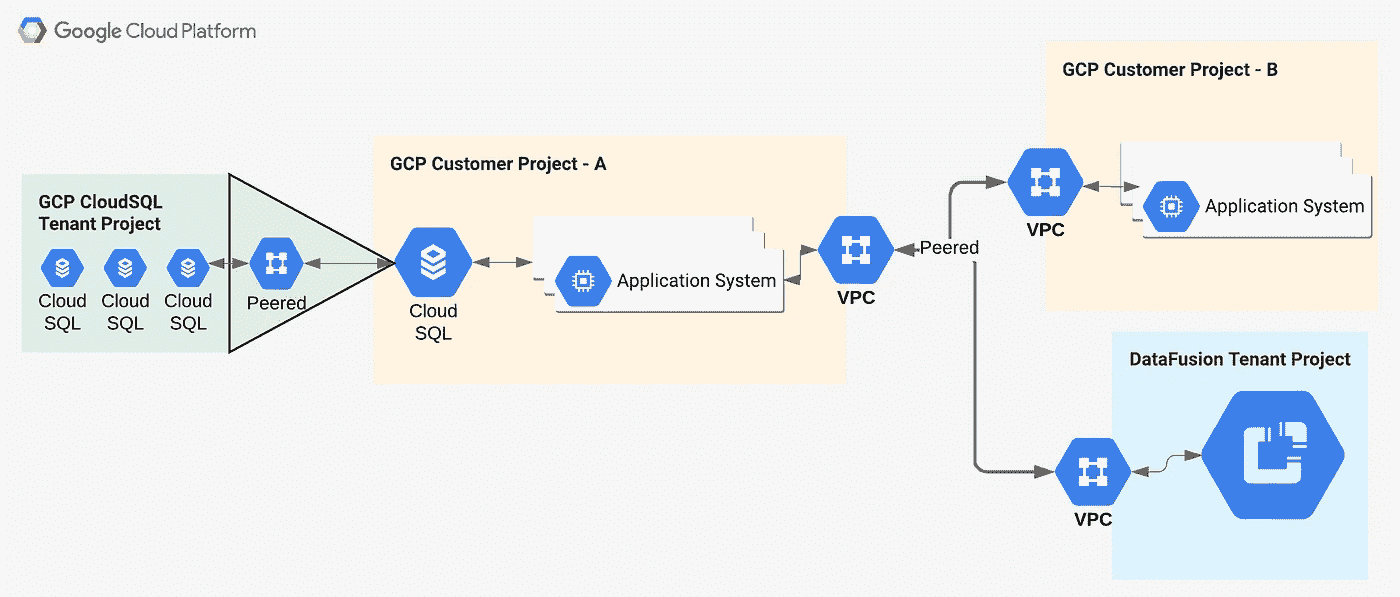 Google Cloud Platform
GCP Customer Project - B
Application System
VPC
GCP Customer Project - A
Application System
Cloud
SQL
VPC
Peered
GCP CloudSQL
Tenant Project
Cloud
SQL
Cloud
SQL
Cloud
SQL
Peered
DataFusion Tenant Project
VPC